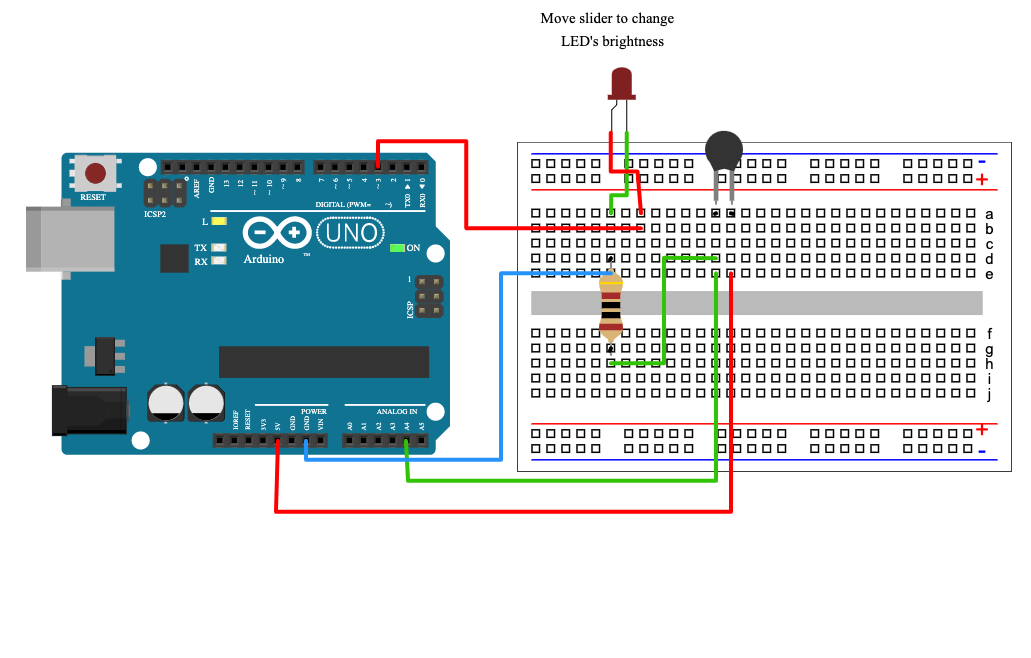 Move slider to change
LED's brightness
RESET
ICSP2
AREF
GND
13
12
~ 11
~ 10
~ 9
8
7
~ 6
~ 5
4
~ 3
2
TX0 ▶ 1
RX0 ◀ 0
DIGITAL (PWM= ~)
L
TX
RX
Arduino
™
UNO
ON
1
ICSP
IOREF
RESET
3V3
5V
GND
GND
VIN
POWER
A0
A1
A2
A3
A4
A5
ANALOG IN
-
+
a
b
c
d
e
f
g
h
i
j
+
-